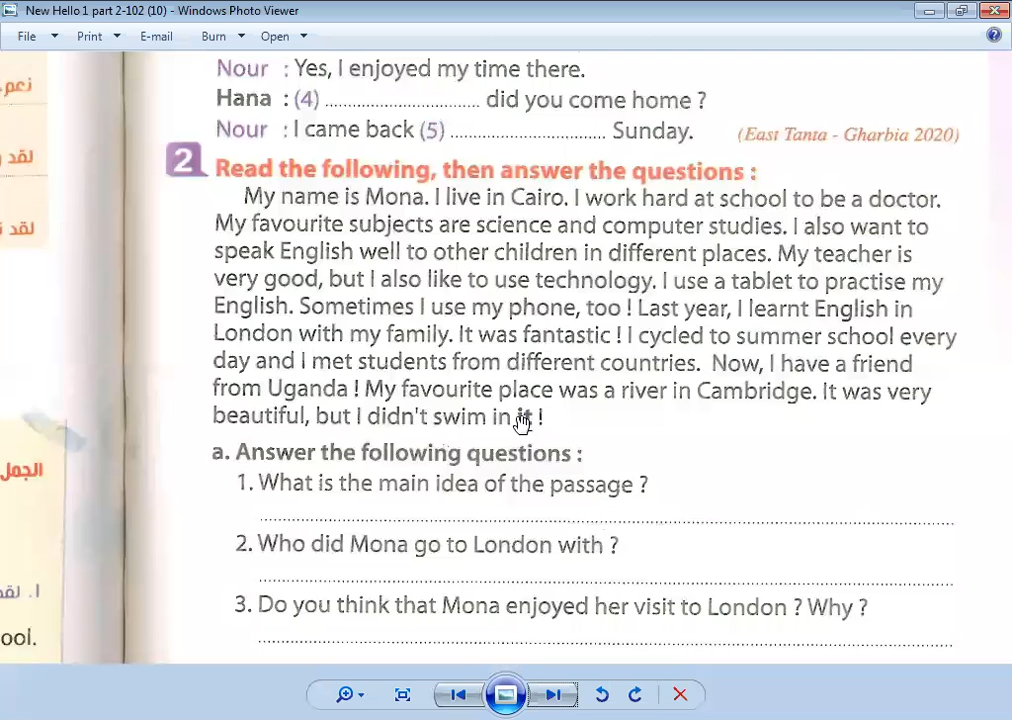 New Hello 1 part 2-102 (10) - Windows Photo Viewer
File Print E-mail Burn Open
Nour : Yes, I enjoyed my time there.
نعم.
Hana : (4) ................................ did you come home ?
Nour : I came back (5) ................................ Sunday. (East Tanta - Gharbia 2020)
لقد
2 Read the following, then answer the questions :
My name is Mona. I live in Cairo. I work hard at school to be a doctor.
My favourite subjects are science and computer studies. I also want to
لقد
speak English well to other children in different places. My teacher is
very good, but I also like to use technology. I use a tablet to practise my
English. Sometimes I use my phone, too ! Last year, I learnt English in
London with my family. It was fantastic ! I cycled to summer school every
day and I met students from different countries. Now, I have a friend
from Uganda ! My favourite place was a river in Cambridge. It was very
beautiful, but I didn't swim in it !
a. Answer the following questions :
الجمل
1. What is the main idea of the passage ?
2. Who did Mona go to London with ?
١. لقد
3. Do you think that Mona enjoyed her visit to London ? Why ?
ool.